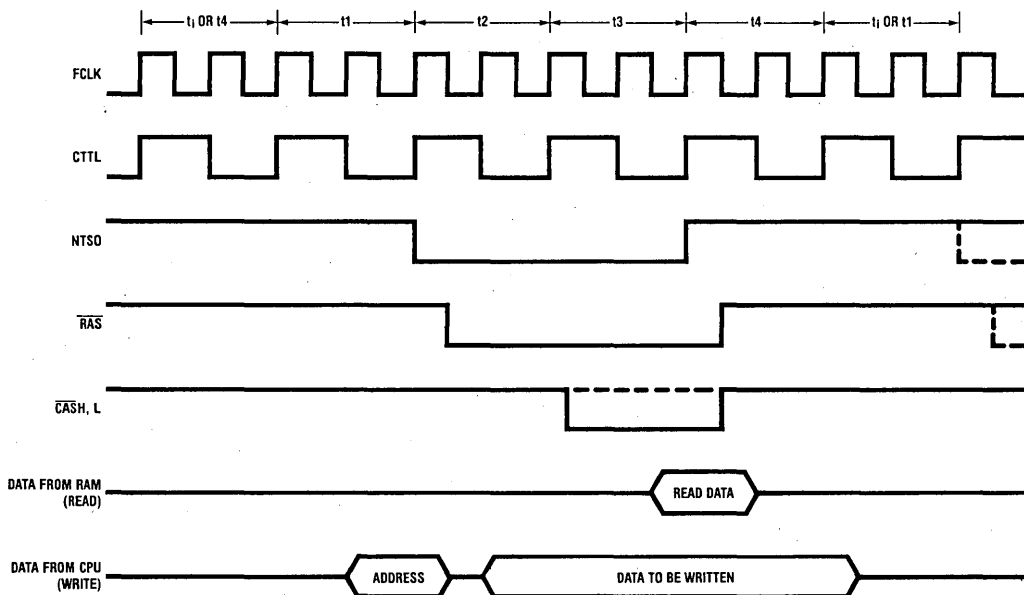 tI OR t4 t1 t2 t3 t4 tI OR t1
FCLK
CTTL
NTSO
RAS
CASH, L
DATA FROM RAM
(READ)
READ DATA
DATA FROM CPU
(WRITE)
ADDRESS
DATA TO BE WRITTEN